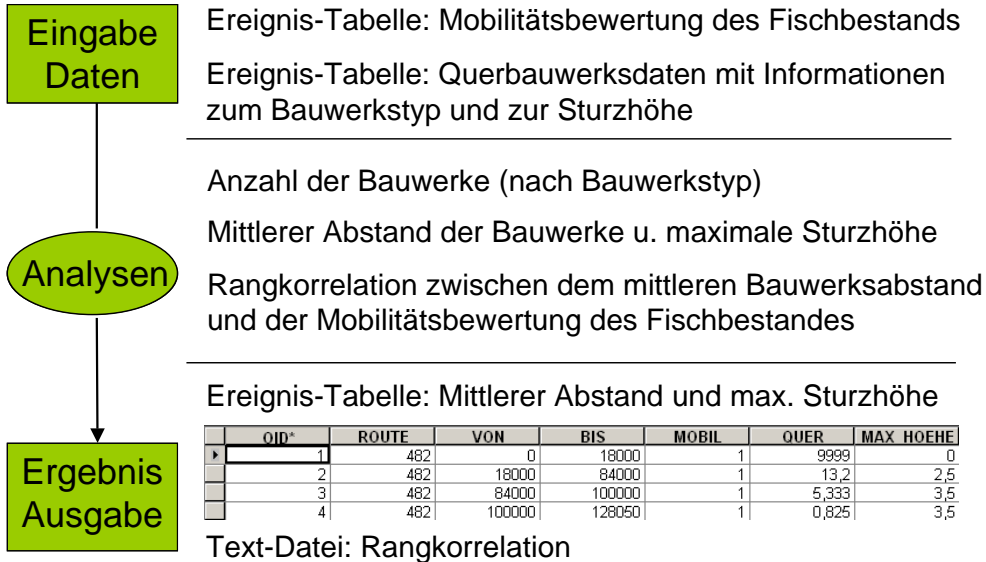 Eingabe
Daten
Ereignis-Tabelle: Mobilitätsbewertung des Fischbestands
Ereignis-Tabelle: Querbauwerksdaten mit Informationen
zum Bauwerkstyp und zur Sturzhöhe
Analysen
Anzahl der Bauwerke (nach Bauwerkstyp)
Mittlerer Abstand der Bauwerke u. maximale Sturzhöhe
Rangkorrelation zwischen dem mittleren Bauwerksabstand
und der Mobilitätsbewertung des Fischbestandes
Ergebnis
Ausgabe
Ereignis-Tabelle: Mittlerer Abstand und max. Sturzhöhe
OID* ROUTE VON BIS MOBIL QUER MAX_HOEHE
1 482 0 18000 1 9999 0
2 482 18000 84000 1 13,2 2,5
3 482 84000 100000 1 5,333 3,5
4 482 100000 128050 1 0,825 3,5
Text-Datei: Rangkorrelation